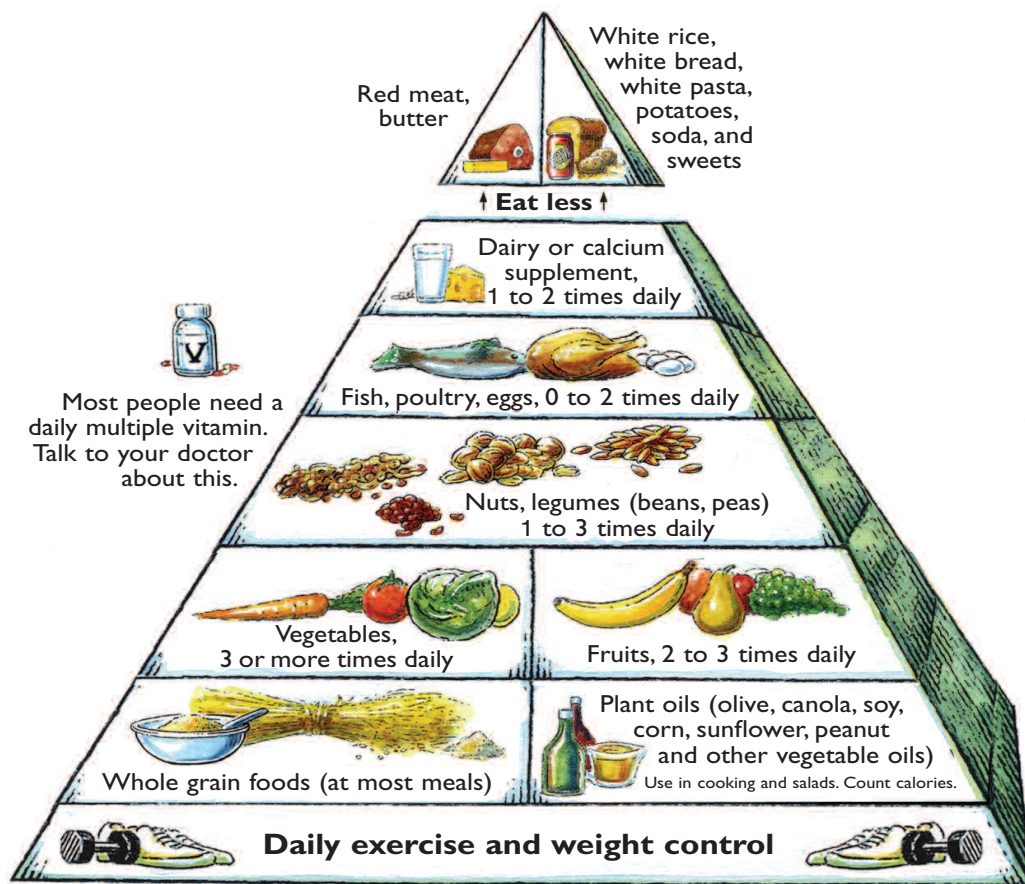 Red meat,
butter
White rice,
white bread,
white pasta,
potatoes,
soda, and
sweets
Eat less
Dairy or calcium
supplement,
1 to 2 times daily
V
Most people need a
daily multiple vitamin.
Talk to your doctor
about this.
Fish, poultry, eggs, 0 to 2 times daily
Nuts, legumes (beans, peas)
1 to 3 times daily
Vegetables,
3 or more times daily
Fruits, 2 to 3 times daily
Whole grain foods (at most meals)
Plant oils (olive, canola, soy,
corn, sunflower, peanut
and other vegetable oils)
Use in cooking and salads. Count calories.
Daily exercise and weight control